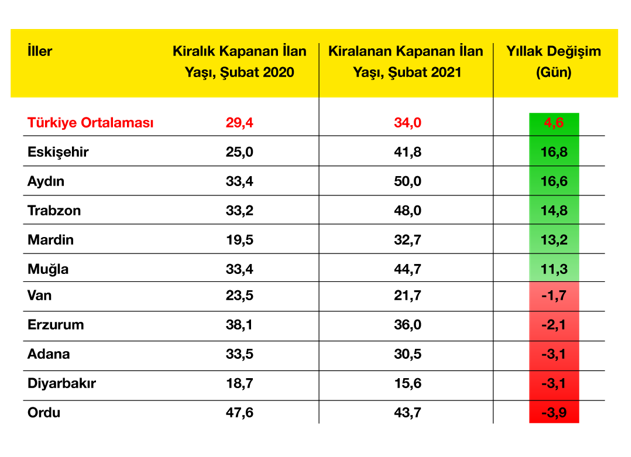 İller Kiralık Kapanan İlan Kiralanan Kapanan İlan Yıllak Değişim
Yaşı, Şubat 2020 Yaşı, Şubat 2021 (Gün)
Türkiye Ortalaması 29,4 34,0 4,6
Eskişehir 25,0 41,8 16,8
Aydın 33,4 50,0 16,6
Trabzon 33,2 48,0 14,8
Mardin 19,5 32,7 13,2
Muğla 33,4 44,7 11,3
Van 23,5 21,7 -1,7
Erzurum 38,1 36,0 -2,1
Adana 33,5 30,5 -3,1
Diyarbakır 18,7 15,6 -3,1
Ordu 47,6 43,7 -3,9